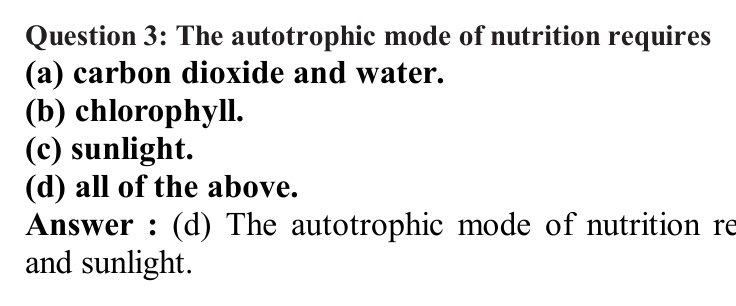 Question 3: The autotrophic mode of nutrition requires
(a) carbon dioxide and water.
(b) chlorophyll.
(c) sunlight.
(d) all of the above.
Answer : (d) The autotrophic mode of nutrition re
and sunlight.